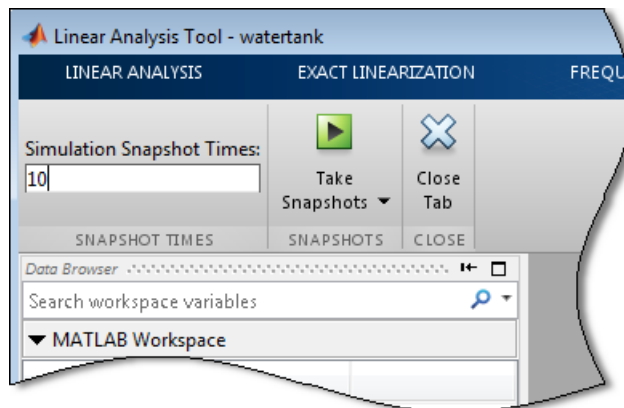 Linear Analysis Tool - watertank
LINEAR ANALYSIS EXACT LINEARIZATION FREQU
Simulation Snapshot Times:
10
Take
Snapshots
Close
Tab
SNAPSHOT TIMES SNAPSHOTS CLOSE
Data Browser
Search workspace variables
MATLAB Workspace